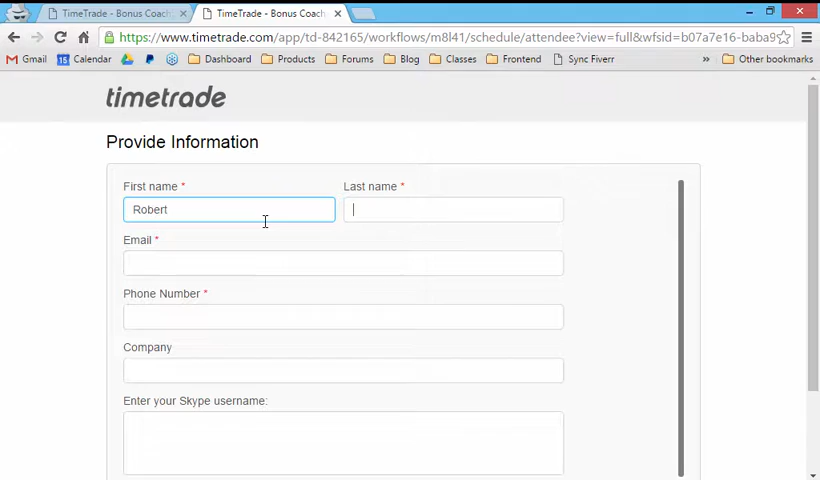 TimeTrade - Bonus Coach
TimeTrade - Bonus Coach
https://www.timetrade.com/app/td-842165/workflows/m8l41/schedule/attendee?view=full&wfsid=b07a7e16-baba9
Gmail 15 Calendar Dashboard Products Forums Blog Classes Frontend Sync Fiverr » Other bookmarks
timetrade
Provide Information
First name * Last name *
Robert
Email *
Phone Number *
Company
Enter your Skype username: